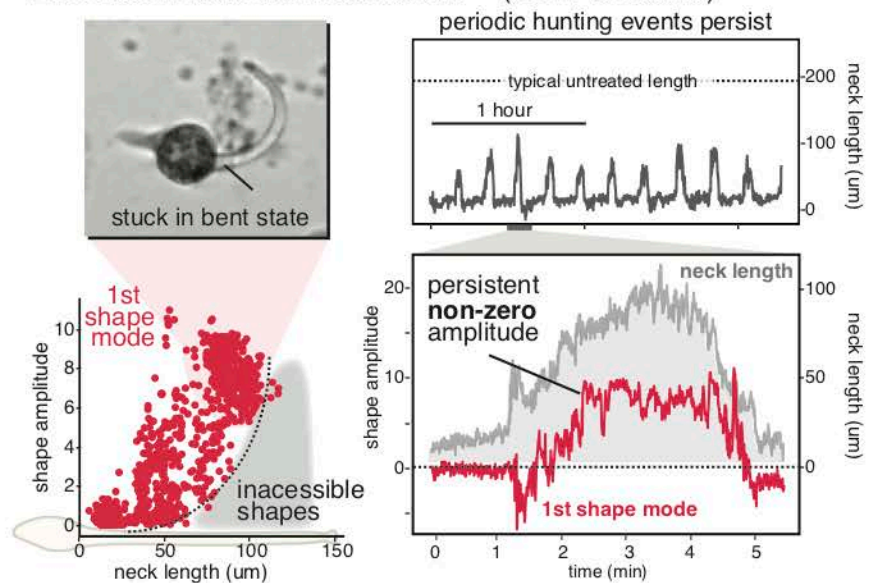 periodic hunting events persist
stuck in bent state
typical untreated length
1 hour
200
100
0
neck length (um)
1st
shape
mode
shape amplitude
10
8
6
4
2
0
inacessible
shapes
0
50
100
150
neck length (um)
persistent
non-zero
amplitude
neck length
1st shape mode
shape amplitude
20
10
0
100
50
0
neck length (um)
0
1
2
3
4
5
time (min)